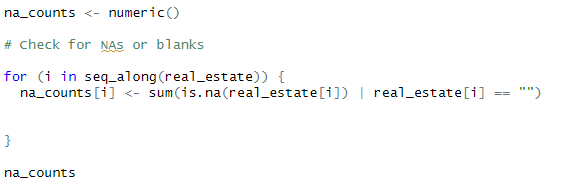 na_counts <- numeric()
# Check for NAs or blanks
for (i in seq_along(real_estate)) {
  na_counts[i] <- sum(is.na(real_estate[i]) | real_estate[i] == "")
}
na_counts